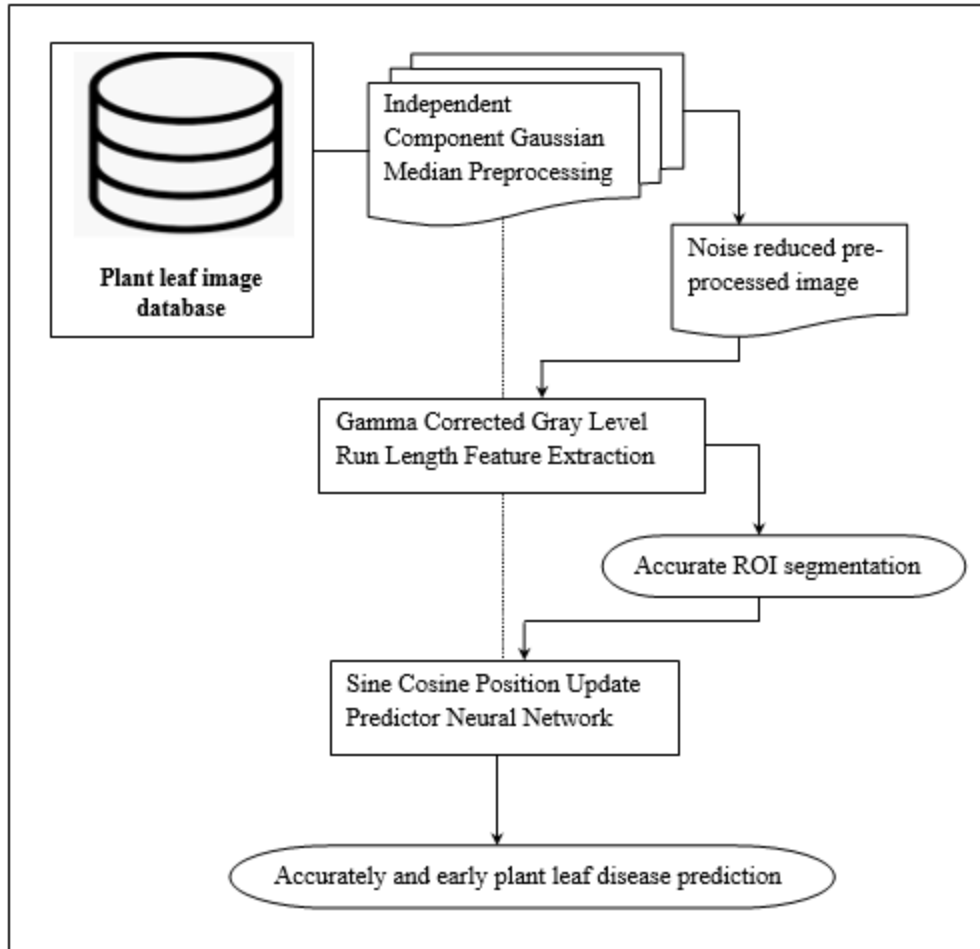 Plant leaf image
database
Independent
Component Gaussian
Median Preprocessing
Noise reduced pre-
processed image
Gamma Corrected Gray Level
Run Length Feature Extraction
Accurate ROI segmentation
Sine Cosine Position Update
Predictor Neural Network
Accurately and early plant leaf disease prediction